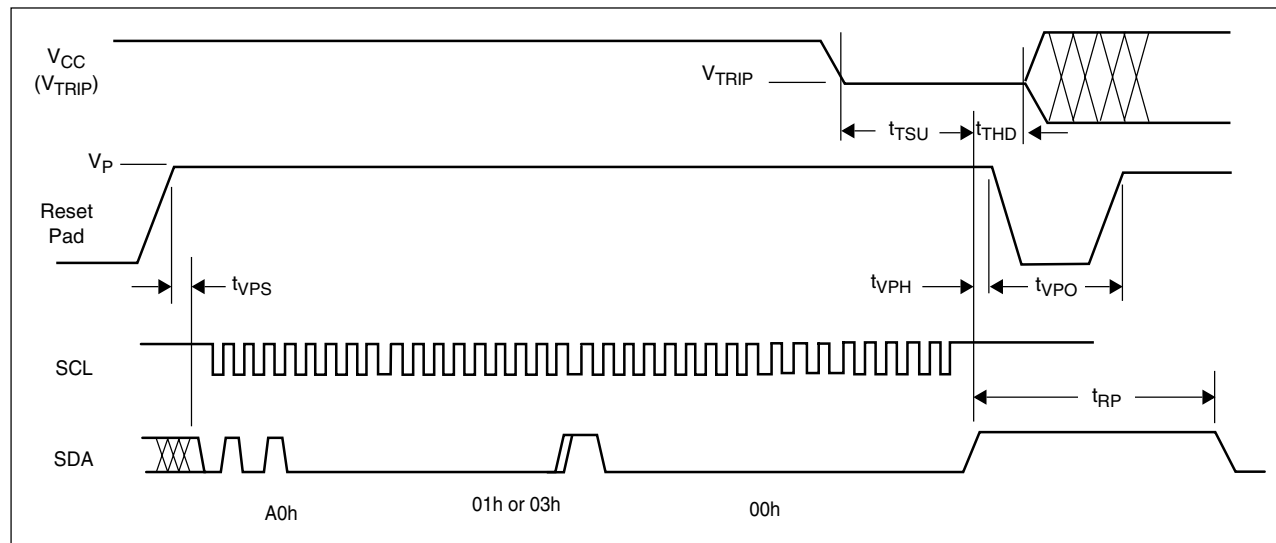 VCC
(VTRIP)
VTRIP
tTSU
tTHD
VP
Reset
Pad
tVPS
tVPH
tVPO
SCL
tRP
SDA
A0h
01h or 03h
00h